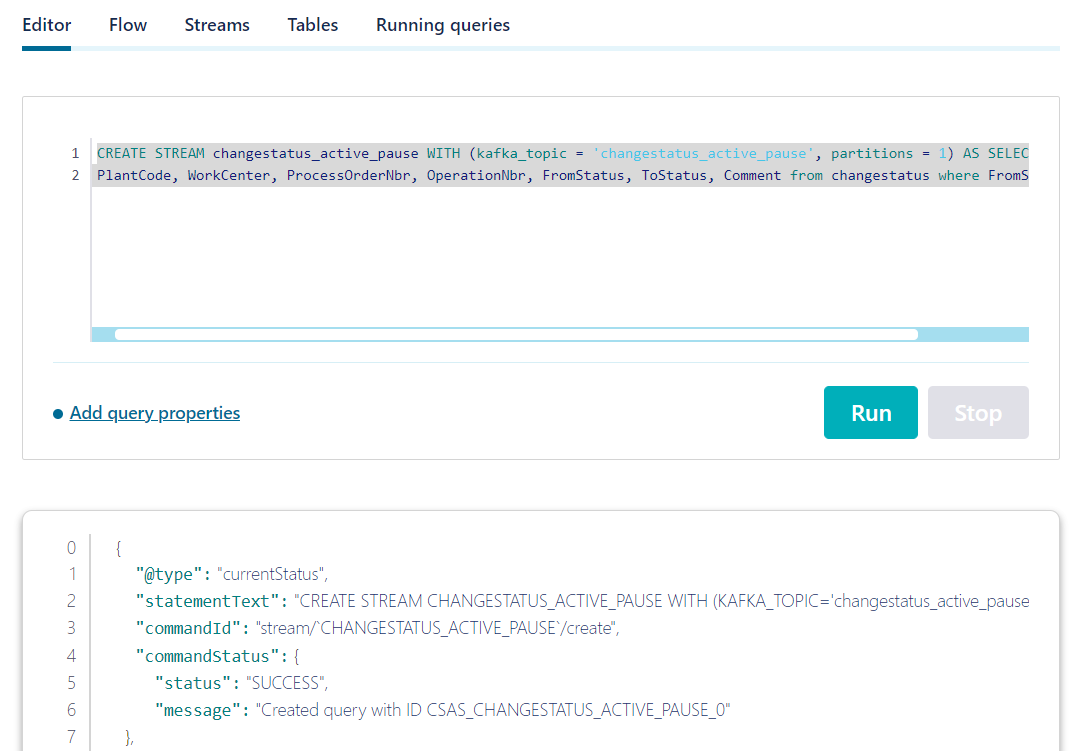 Editor Flow Streams Tables Running queries
1 CREATE STREAM changestatus_active_pause WITH (kafka_topic = 'changestatus_active_pause', partitions = 1) AS SELEC
2 PlantCode, WorkCenter, ProcessOrderNbr, OperationNbr, FromStatus, ToStatus, Comment from changestatus where FromS
Add query properties
Run Stop
0 {
1 "@type": "currentStatus",
2 "statementText": "CREATE STREAM CHANGESTATUS_ACTIVE_PAUSE WITH (KAFKA_TOPIC='changestatus_active_pause
3 "commandId": "stream/`CHANGESTATUS_ACTIVE_PAUSE`/create",
4 "commandStatus": {
5 "status": "SUCCESS",
6 "message": "Created query with ID CSAS_CHANGESTATUS_ACTIVE_PAUSE_0"
7 },